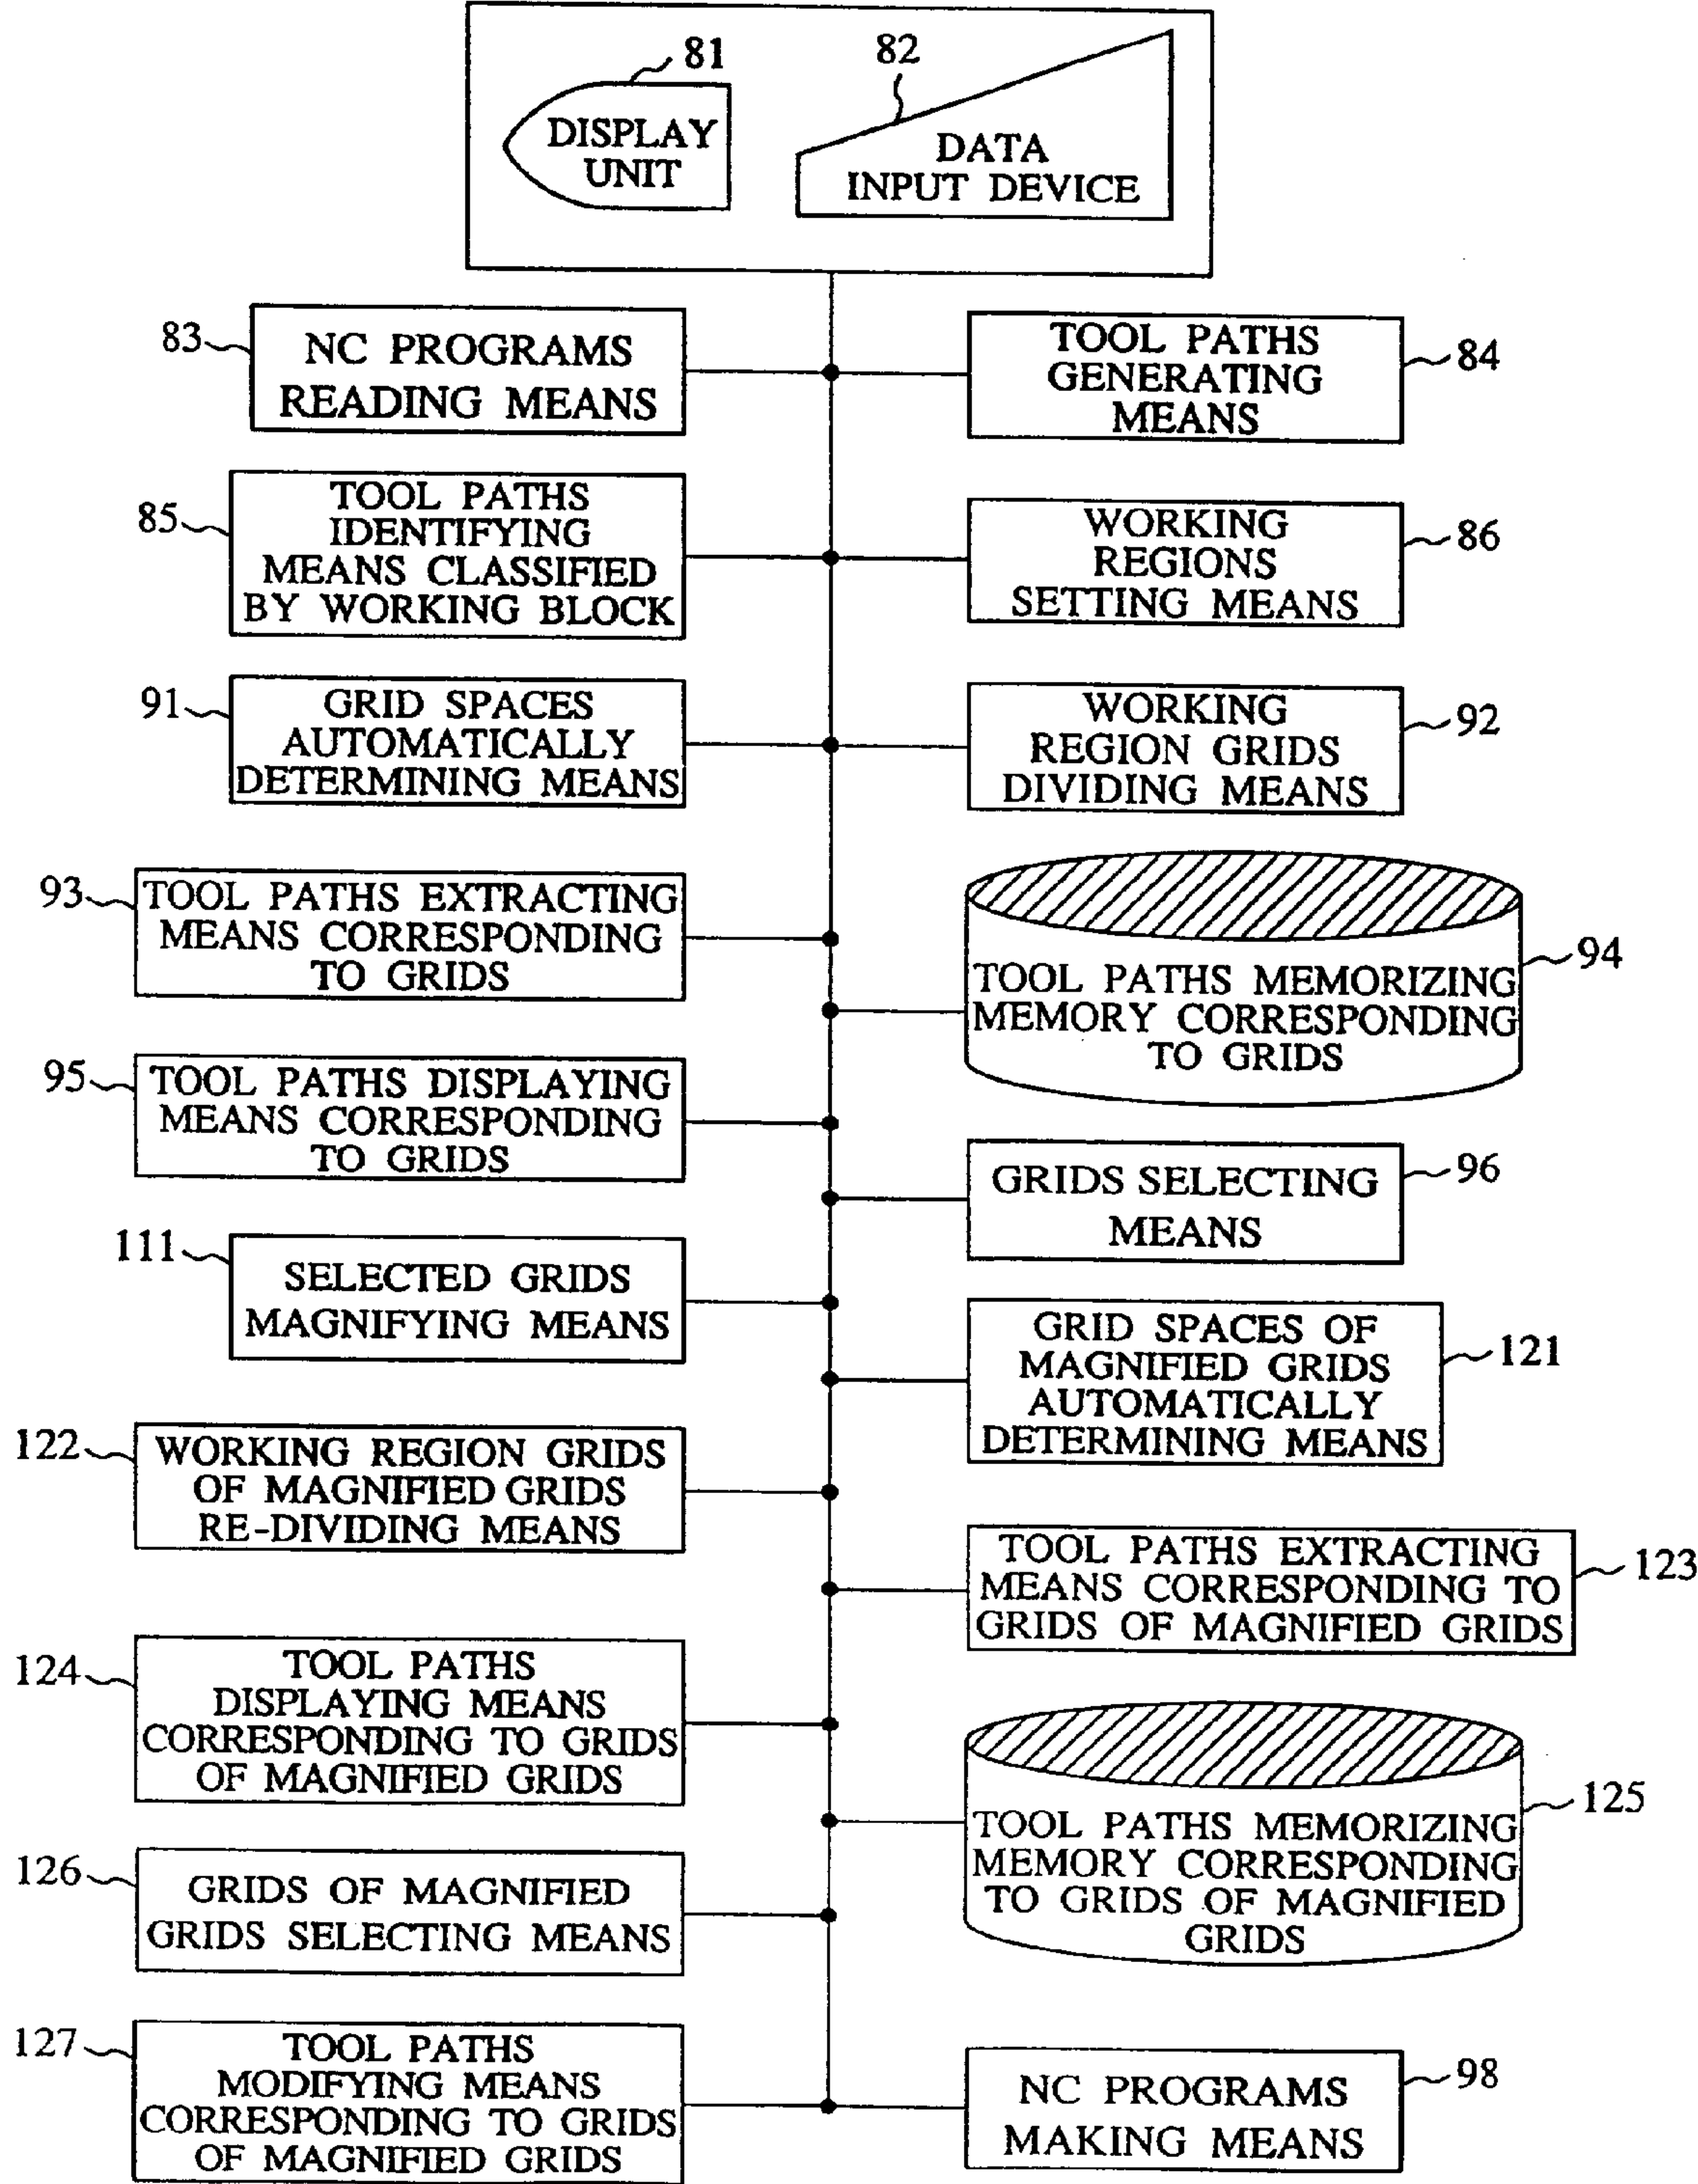 81
DISPLAY
UNIT
82
DATA
INPUT DEVICE
83
NC PROGRAMS
READING MEANS
TOOL PATHS
GENERATING
MEANS
84
85
TOOL PATHS
IDENTIFYING
MEANS CLASSIFIED
BY WORKING BLOCK
WORKING
REGIONS
SETTING MEANS
86
91
GRID SPACES
AUTOMATICALLY
DETERMINING MEANS
WORKING
REGION GRIDS
DIVIDING MEANS
92
93
TOOL PATHS EXTRACTING
MEANS CORRESPONDING
TO GRIDS
TOOL PATHS MEMORIZING
MEMORY CORRESPONDING
TO GRIDS
94
95
TOOL PATHS DISPLAYING
MEANS CORRESPONDING
TO GRIDS
GRIDS SELECTING
MEANS
96
111
SELECTED GRIDS
MAGNIFYING MEANS
GRID SPACES OF
MAGNIFIED GRIDS
AUTOMATICALLY
DETERMINING MEANS
121
122
WORKING REGION GRIDS
OF MAGNIFIED GRIDS
RE-DIVIDING MEANS
TOOL PATHS EXTRACTING
MEANS CORRESPONDING TO
GRIDS OF MAGNIFIED GRIDS
123
124
TOOL PATHS
DISPLAYING MEANS
CORRESPONDING TO GRIDS
OF MAGNIFIED GRIDS
TOOL PATHS MEMORIZING
MEMORY CORRESPONDING
TO GRIDS OF MAGNIFIED
GRIDS
125
126
GRIDS OF MAGNIFIED
GRIDS SELECTING MEANS
127
TOOL PATHS
MODIFYING MEANS
CORRESPONDING TO GRIDS
OF MAGNIFIED GRIDS
NC PROGRAMS
MAKING MEANS
98